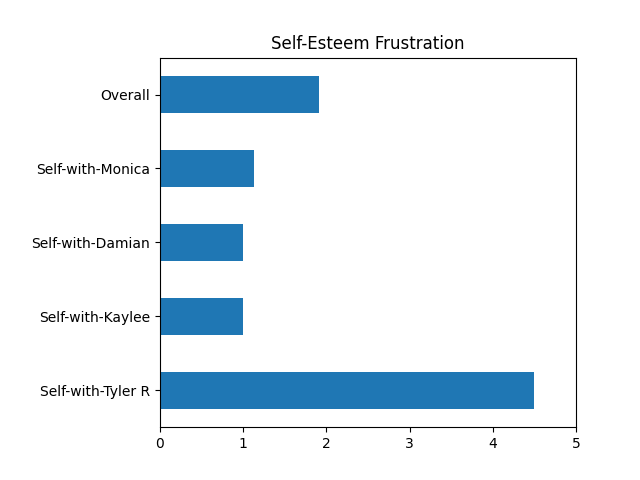 Self-Esteem Frustration
Overall
Self-with-Monica
Self-with-Damian
Self-with-Kaylee
Self-with-Tyler R
0 1 2 3 4 5